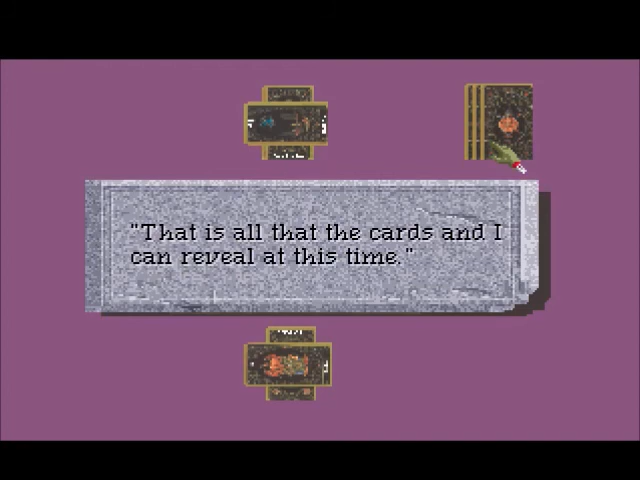 "That is all that the cards and I
can reveal at this time."